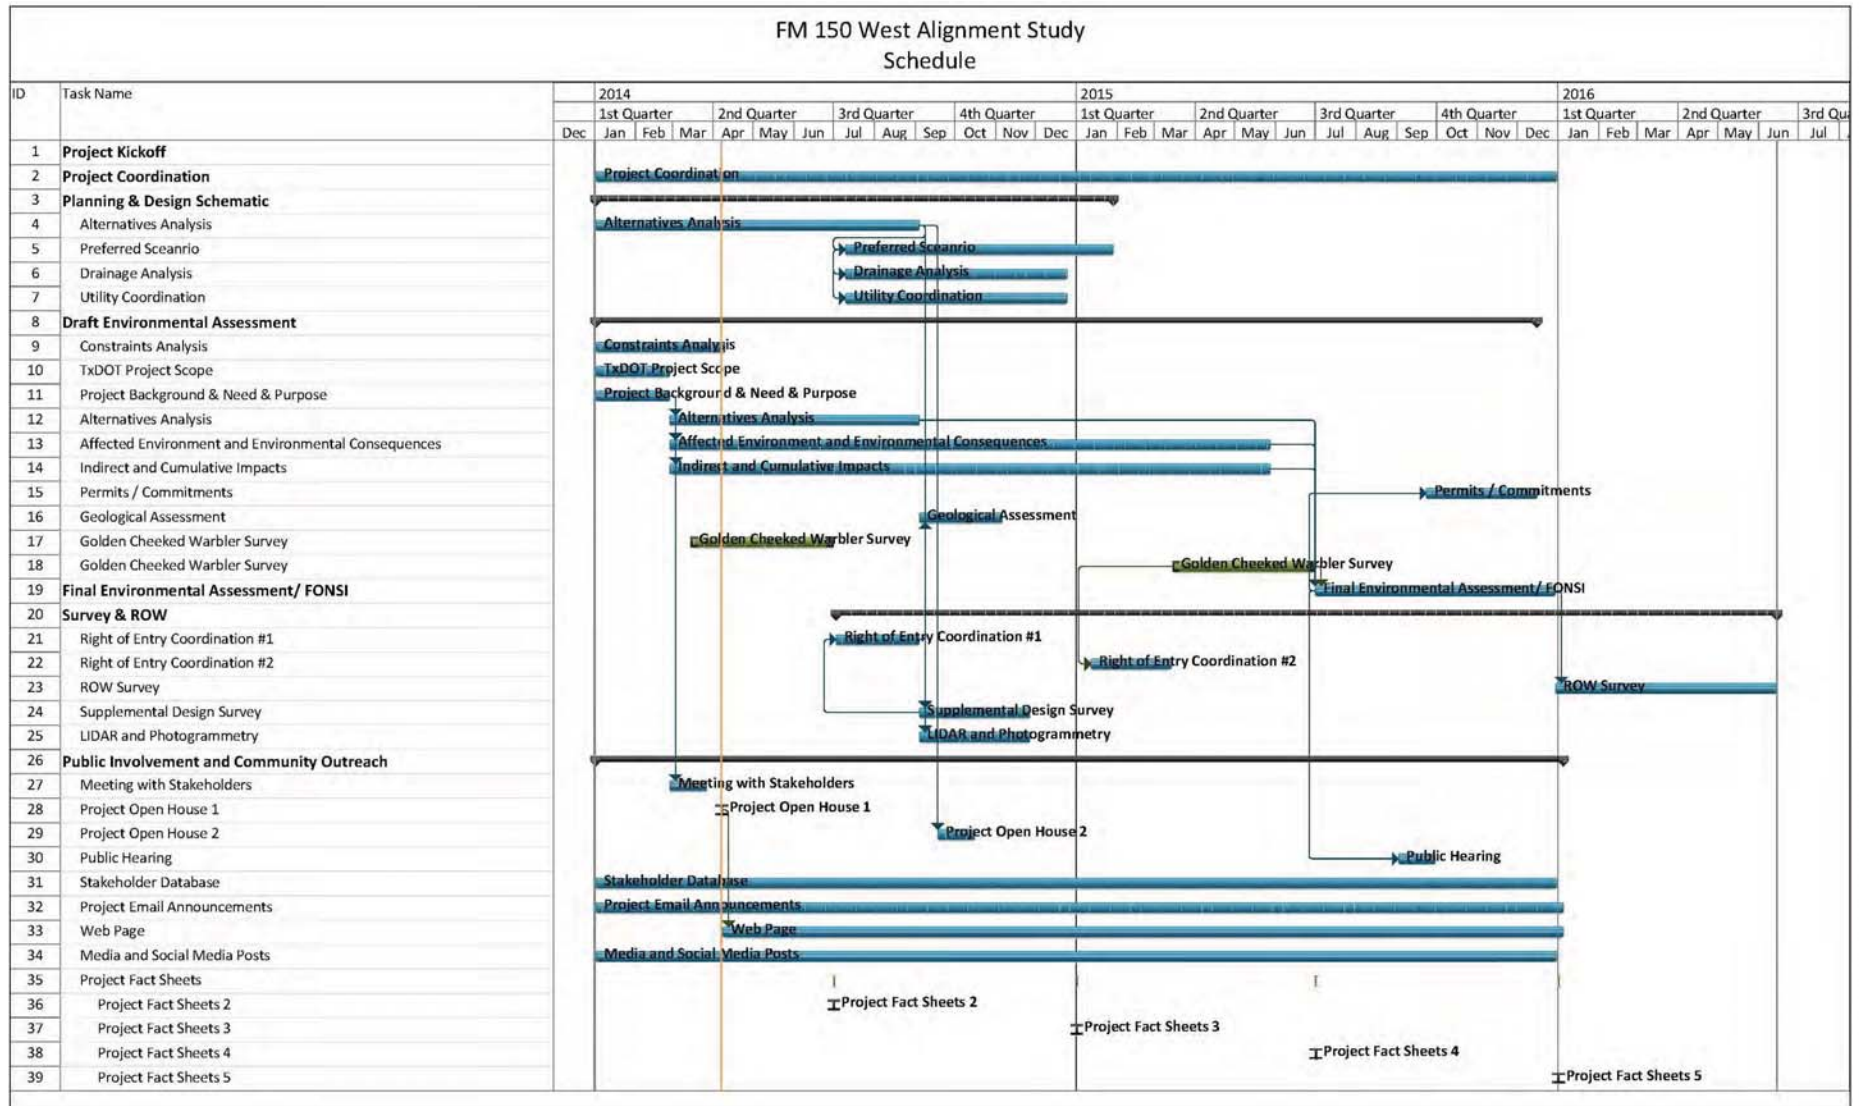 FM 150 West Alignment Study
Schedule
ID Task Name 2014 2015 2016
1st Quarter 2nd Quarter 3rd Quarter 4th Quarter 1st Quarter 2nd Quarter 3rd Quarter 4th Quarter 1st Quarter 2nd Quarter 3rd Qu
Dec Jan Feb Mar Apr May Jun Jul Aug Sep Oct Nov Dec Jan Feb Mar Apr May Jun Jul Aug Sep Oct Nov Dec Jan Feb Mar Apr May Jun Jul
1 Project Kickoff
2 Project Coordination Project Coordination
3 Planning & Design Schematic
4 Alternatives Analysis Alternatives Analysis
5 Preferred Sceanrio Preferred Sceanrio
6 Drainage Analysis Drainage Analysis
7 Utility Coordination Utility Coordination
8 Draft Environmental Assessment
9 Constraints Analysis Constraints Analysis
10 TxDOT Project Scope TxDOT Project Scope
11 Project Background & Need & Purpose Project Background & Need & Purpose
12 Alternatives Analysis Alternatives Analysis
13 Affected Environment and Environmental Consequences Affected Environment and Environmental Consequences
14 Indirect and Cumulative Impacts Indirect and Cumulative Impacts
15 Permits / Commitments Permits / Commitments
16 Geological Assessment Geological Assessment
17 Golden Cheeked Warbler Survey Golden Cheeked Warbler Survey
18 Golden Cheeked Warbler Survey Golden Cheeked Warbler Survey
19 Final Environmental Assessment/ FONSI Final Environmental Assessment/ FONSI
20 Survey & ROW
21 Right of Entry Coordination #1 Right of Entry Coordination #1
22 Right of Entry Coordination #2 Right of Entry Coordination #2
23 ROW Survey ROW Survey
24 Supplemental Design Survey Supplemental Design Survey
25 LIDAR and Photogrammetry LIDAR and Photogrammetry
26 Public Involvement and Community Outreach
27 Meeting with Stakeholders Meeting with Stakeholders
28 Project Open House 1 Project Open House 1
29 Project Open House 2 Project Open House 2
30 Public Hearing Public Hearing
31 Stakeholder Database Stakeholder Database
32 Project Email Announcements Project Email Announcements
33 Web Page Web Page
34 Media and Social Media Posts Media and Social Media Posts
35 Project Fact Sheets
36 Project Fact Sheets 2 Project Fact Sheets 2
37 Project Fact Sheets 3 Project Fact Sheets 3
38 Project Fact Sheets 4 Project Fact Sheets 4
39 Project Fact Sheets 5 Project Fact Sheets 5